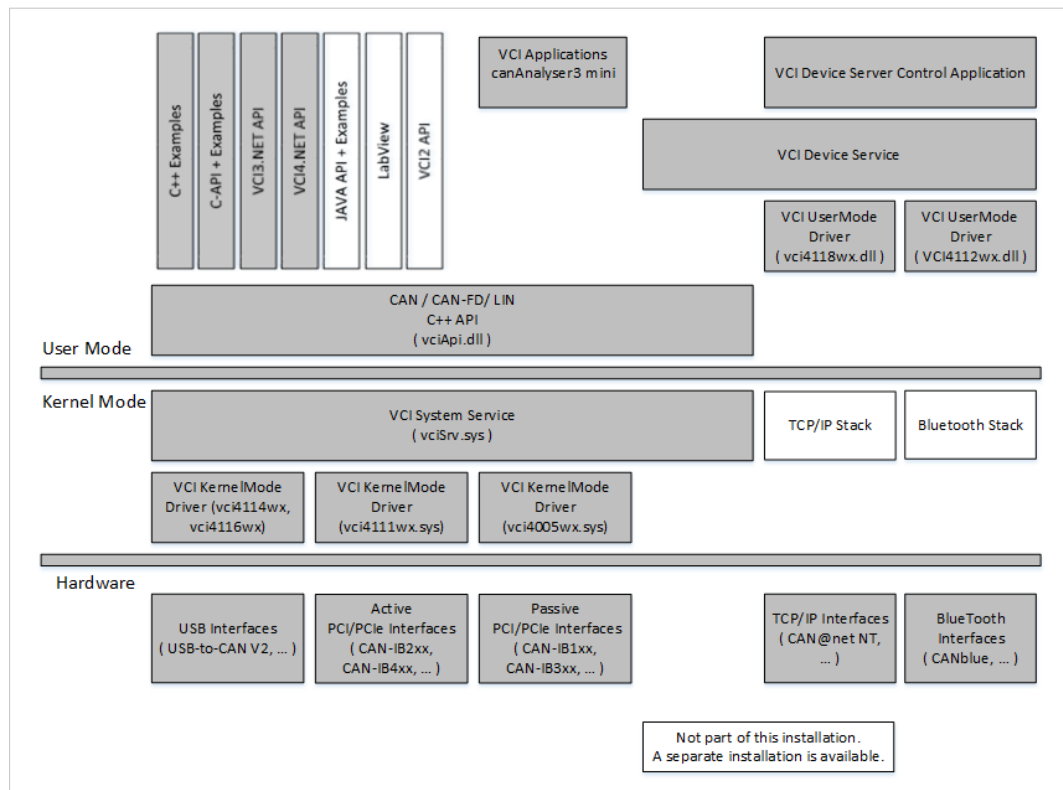 C++ Examples
C-API + Examples
VCI3.NET API
VCI4.NET API
JAVA API + Examples
LabView
VCI2 API
VCI Applications
canAnalyser3 mini
VCI Device Server Control Application
VCI Device Service
VCI UserMode
Driver
( vci4118wx.dll )
VCI UserMode
Driver
( VCI4112wx.dll )
CAN / CAN-FD/ LIN
C++ API
( vciApi.dll )
User Mode
Kernel Mode
VCI System Service
( vciSrv.sys )
TCP/IP Stack
Bluetooth Stack
VCI KernelMode
Driver (vci4114wx,
vci4116wx)
VCI KernelMode
Driver
(vci4111wx.sys)
VCI KernelMode
Driver
(vci4005wx.sys)
Hardware
USB Interfaces
( USB-to-CAN V2, ... )
Active
PCI/PCIe Interfaces
( CAN-IB2xx,
CAN-IB4xx, ... )
Passive
PCI/PCIe Interfaces
( CAN-IB1xx,
CAN-IB3xx, ... )
TCP/IP Interfaces
( CAN@net NT,
... )
BlueTooth
Interfaces
( CANblue, ... )
Not part of this installation.
A separate installation is available.